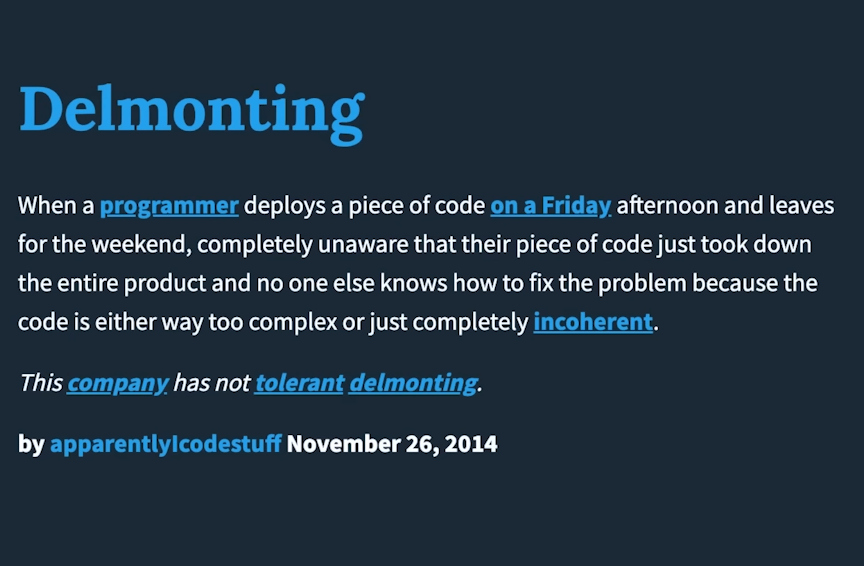 Delmonting
When a programmer deploys a piece of code on a Friday afternoon and leaves
for the weekend, completely unaware that their piece of code just took down
the entire product and no one else knows how to fix the problem because the
code is either way too complex or just completely incoherent.
This company has not tolerant delmonting.
by apparentlyIcodestuff November 26, 2014